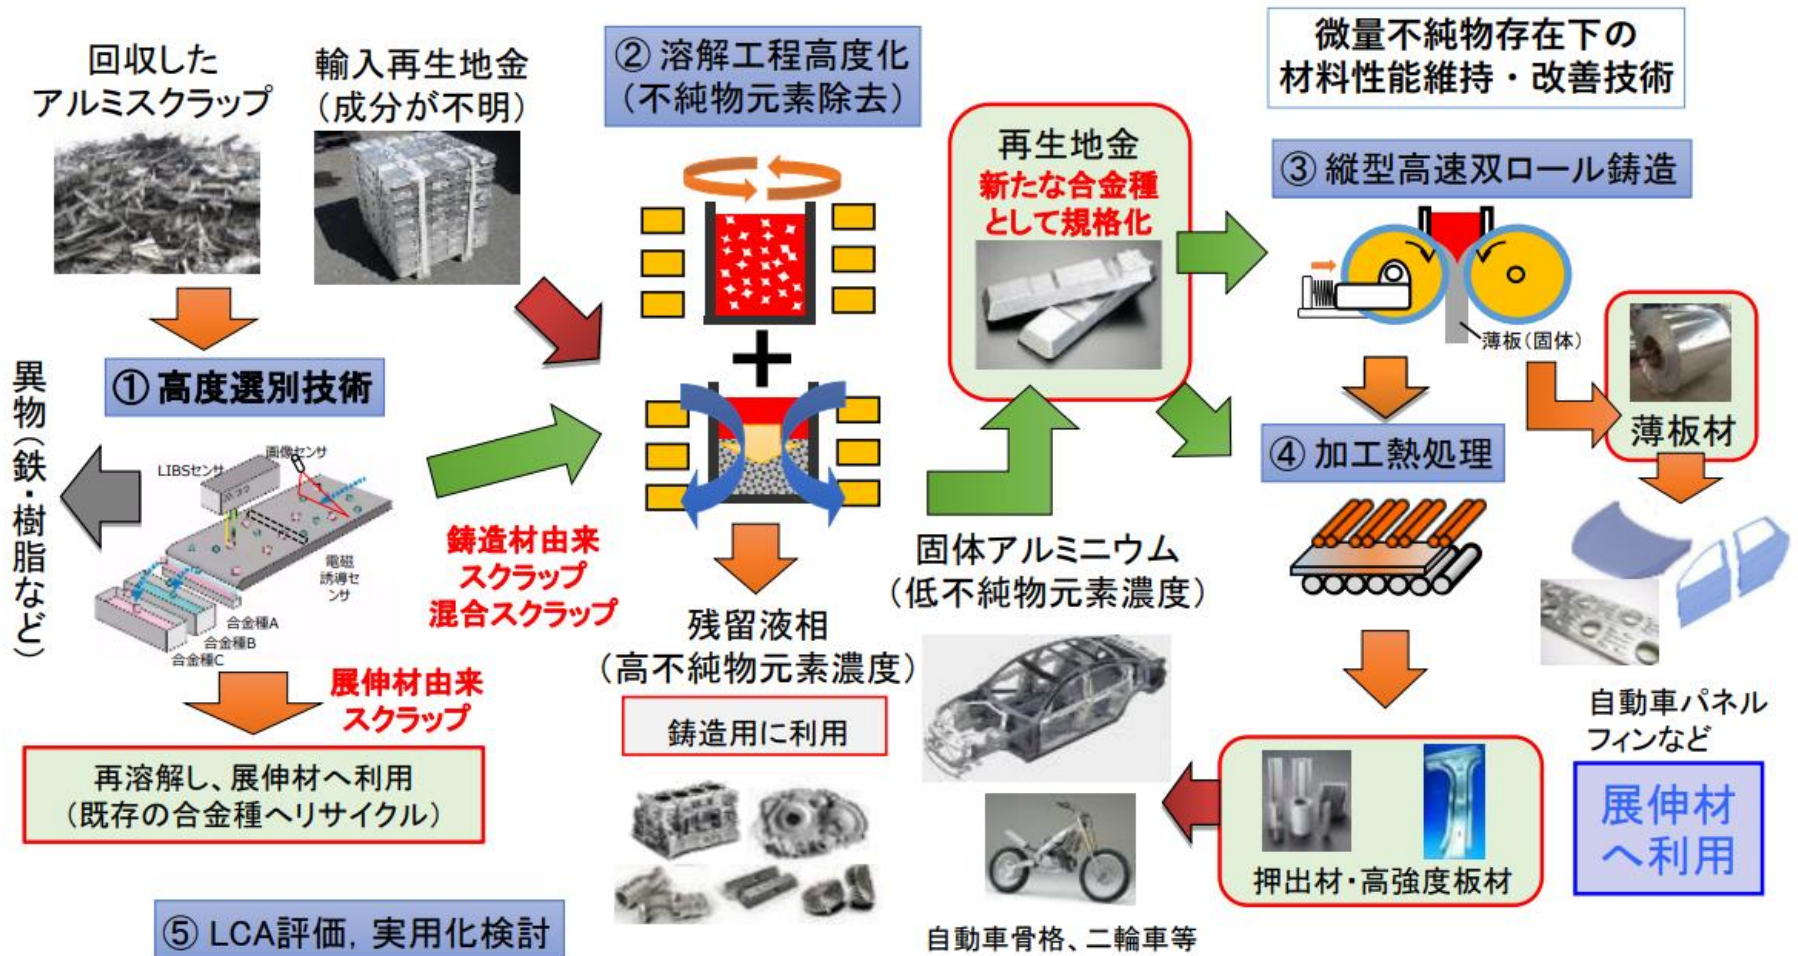 回収した
アルミスクラップ
輸入再生地金
（成分が不明）
② 溶解工程高度化
（不純物元素除去）
微量不純物存在下の
材料性能維持・改善技術
再生地金
新たな合金種
として規格化
③ 縦型高速双ロール鋳造
薄板（固体）
薄板材
① 高度選別技術
異物（鉄・樹脂など）
LIBSセンサ
画像センサ
電磁
誘導セ
ンサ
合金種A
合金種B
合金種C
鋳造材由来
スクラップ
混合スクラップ
展伸材由来
スクラップ
再溶解し、展伸材へ利用
（既存の合金種へリサイクル）
残留液相
（高不純物元素濃度）
鋳造用に利用
固体アルミニウム
（低不純物元素濃度）
④ 加工熱処理
自動車パネル
フィンなど
展伸材
へ利用
押出材・高強度板材
自動車骨格、二輪車等
⑤ LCA評価，実用化検討